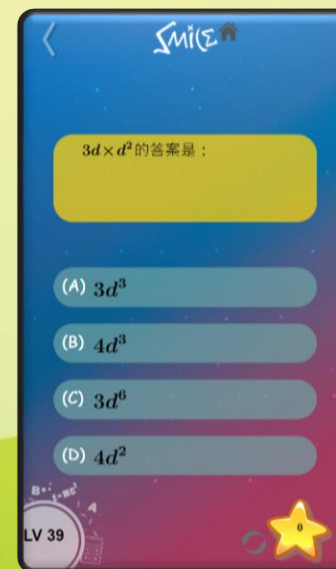 SMiLE
3d × d² 的答案是：
(A) 3d³
(B) 4d³
(C) 3d⁶
(D) 4d²
LV 39
0